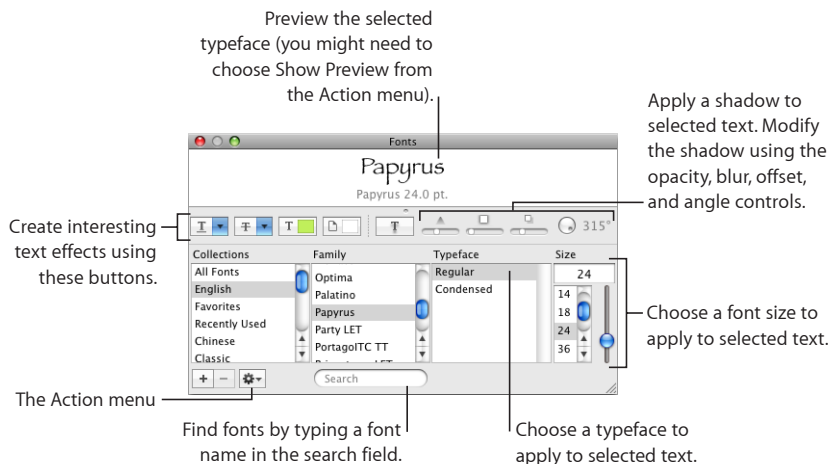 Preview the selected
typeface (you might need to
choose Show Preview from
the Action menu).
Apply a shadow to
selected text. Modify
the shadow using the
opacity, blur, offset,
and angle controls.
Fonts
Papyrus
Papyrus 24.0 pt.
Create interesting
text effects using
these buttons.
T T T T 315°
Collections Family Typeface Size
All Fonts
English
Favorites
Recently Used
Chinese
Classic
Optima
Palatino
Papyrus
Party LET
PortagoITC TT
Regular
Condensed
24
14
18
24
36
Choose a font size to
apply to selected text.
Search
The Action menu
Find fonts by typing a font
name in the search field.
Choose a typeface to
apply to selected text.